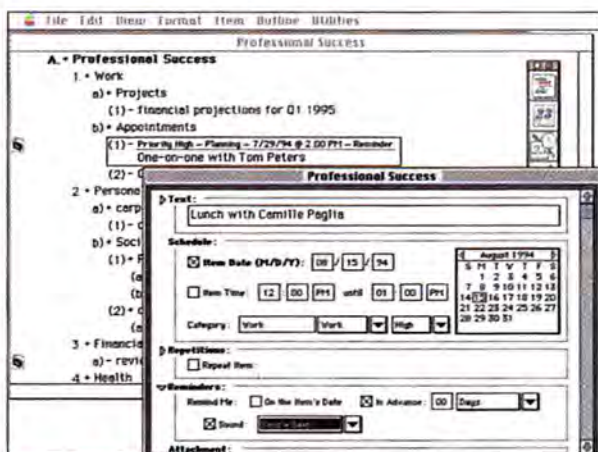 File Edit View Format Item Outline Utilities
Professional Success
A. • Professional Success
1 • Work
a) • Projects
(1) – financial projections for Q1 1995
b) • Appointments
(1) – Priority High – Planning – 7/29/94 @ 2:00 PM – Reminder
One-on-one with Tom Peters
(2) –
2 • Persona
a) • carp
(1) –
b) • Soci
(1) •
(a
(b
(2) •
(a
3 • Financia
a) – revi
4 • Health
Professional Success
Text:
Lunch with Camille Paglia
Schedule:
Item Date (M/D/Y): 08 / 15 / 94
Item Time: 12 : 00 PM until 01 : 00 PM
Category: Work Work High
August 1994
S M T W T F S
1 2 3 4 5 6
7 8 9 10 11 12 13
14 15 16 17 18 19 20
21 22 23 24 25 26 27
28 29 30 31
Repetitions:
Repeat Item
Reminders:
Remind Me: On the Item's Date In Advance: 00 Days
Sound:
Attachment: